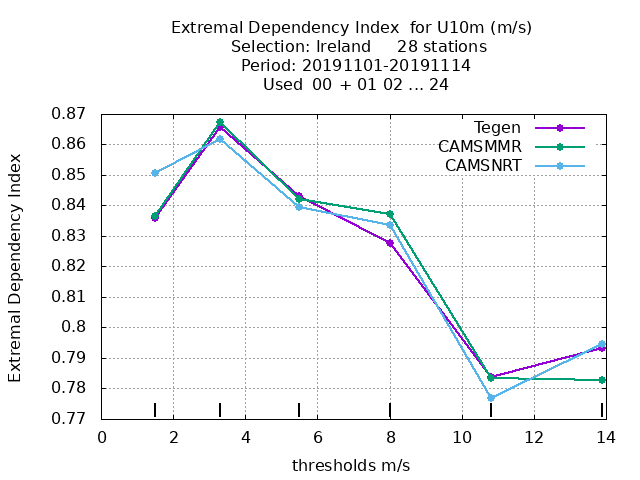 Extremal Dependency Index  for U10m (m/s)
Selection: Ireland     28 stations
Period: 20191101-20191114
Used  00  + 01 02 ... 24
Extremal Dependency Index
0.87
0.86
0.85
0.84
0.83
0.82
0.81
0.8
0.79
0.78
0.77
Tegen
CAMSMMR
CAMSNRT
0 2 4 6 8 10 12 14
thresholds m/s